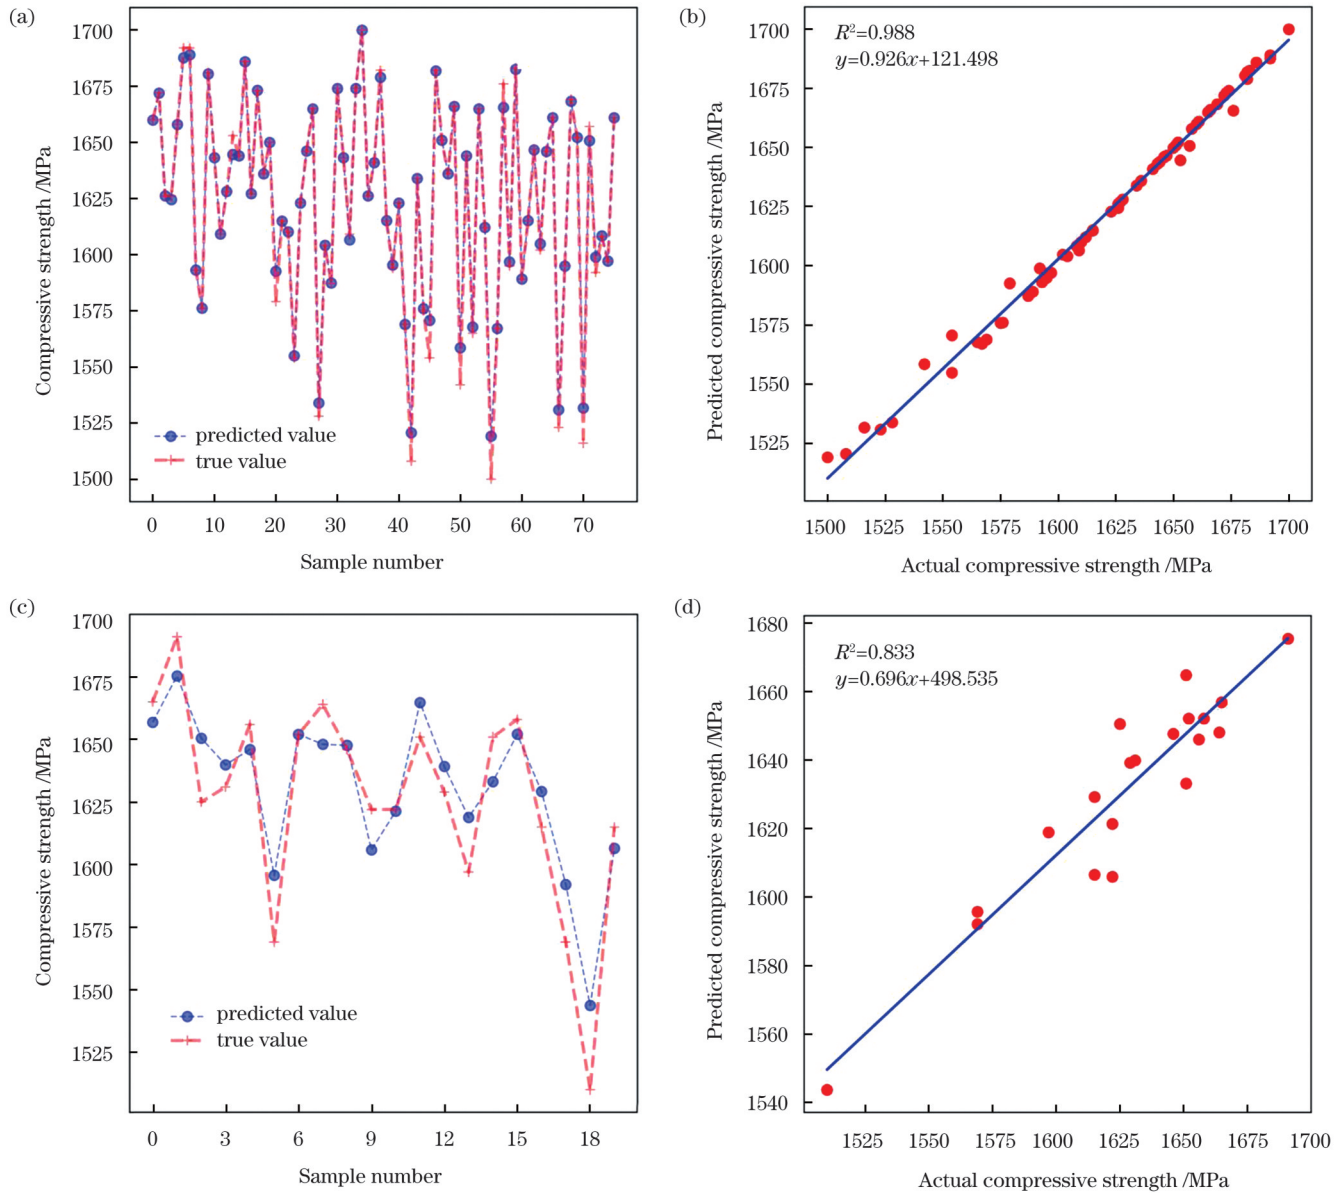 (a)
1700
1675
1650
1625
1600
1575
1550
1525
1500
Compressive strength /MPa
predicted value
true value
0 10 20 30 40 50 60 70
Sample number
(b)
R²=0.988
y=0.926x+121.498
1700
1675
1650
1625
1600
1575
1550
1525
Predicted compressive strength /MPa
1500 1525 1550 1575 1600 1625 1650 1675 1700
Actual compressive strength /MPa
(c)
1700
1675
1650
1625
1600
1575
1550
1525
Compressive strength /MPa
predicted value
true value
0 3 6 9 12 15 18
Sample number
(d)
R²=0.833
y=0.696x+498.535
1680
1660
1640
1620
1600
1580
1560
1540
Predicted compressive strength /MPa
1525 1550 1575 1600 1625 1650 1675 1700
Actual compressive strength /MPa